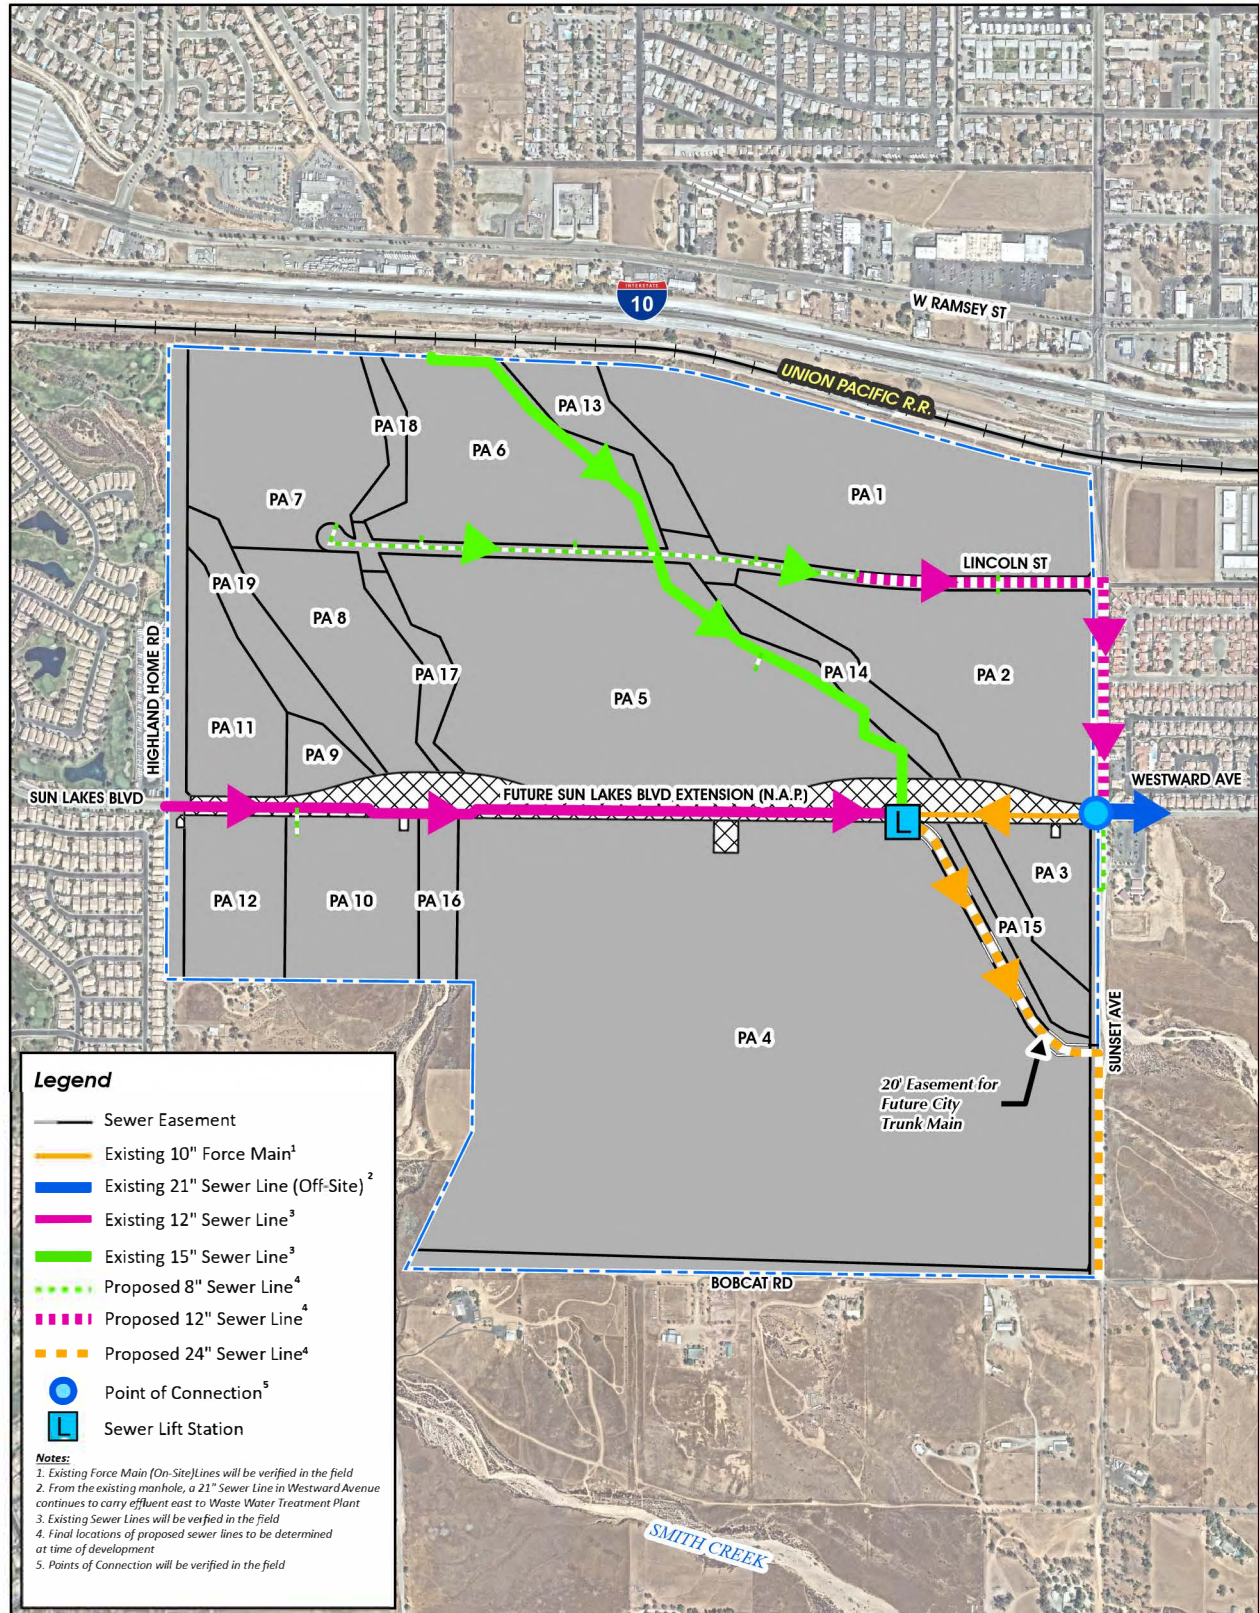 INTERSTATE
10
W RAMSEY ST
UNION PACIFIC R.R.
PA 13
PA 18
PA 6
PA 7
PA 1
LINCOLN ST
PA 19
PA 8
HIGHLAND HOME RD
PA 17
PA 14
PA 2
PA 5
PA 11
PA 9
WESTWARD AVE
SUN LAKES BLVD
FUTURE SUN LAKES BLVD EXTENSION (N.A.P.)
L
PA 3
PA 12
PA 10
PA 16
PA 15
SUNSET AVE
PA 4
20' Easement for
Future City
Trunk Main
BOBCAT RD
SMITH CREEK
Legend
Sewer Easement
Existing 10" Force Main1
Existing 21" Sewer Line (Off-Site) 2
Existing 12" Sewer Line3
Existing 15" Sewer Line3
Proposed 8" Sewer Line4
Proposed 12" Sewer Line4
Proposed 24" Sewer Line4
Point of Connection5
L Sewer Lift Station
Notes:
1. Existing Force Main (On-Site)Lines will be verified in the field
2. From the existing manhole, a 21" Sewer Line in Westward Avenue
continues to carry effluent east to Waste Water Treatment Plant
3. Existing Sewer Lines will be verfied in the field
4. Final locations of proposed sewer lines to be determined
at time of development
5. Points of Connection will be verified in the field